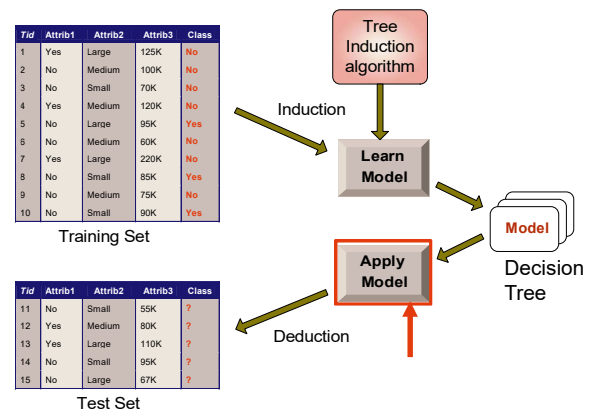 Tid Attrib1 Attrib2 Attrib3 Class
1 Yes Large 125K No
2 No Medium 100K No
3 No Small 70K No
4 Yes Medium 120K No
5 No Large 95K Yes
6 No Medium 60K No
7 Yes Large 220K No
8 No Small 85K Yes
9 No Medium 75K No
10 No Small 90K Yes
Training Set
Tree
Induction
algorithm
Induction
Learn
Model
Model
Decision
Tree
Apply
Model
Deduction
Tid Attrib1 Attrib2 Attrib3 Class
11 No Small 55K ?
12 Yes Medium 80K ?
13 Yes Large 110K ?
14 No Small 95K ?
15 No Large 67K ?
Test Set